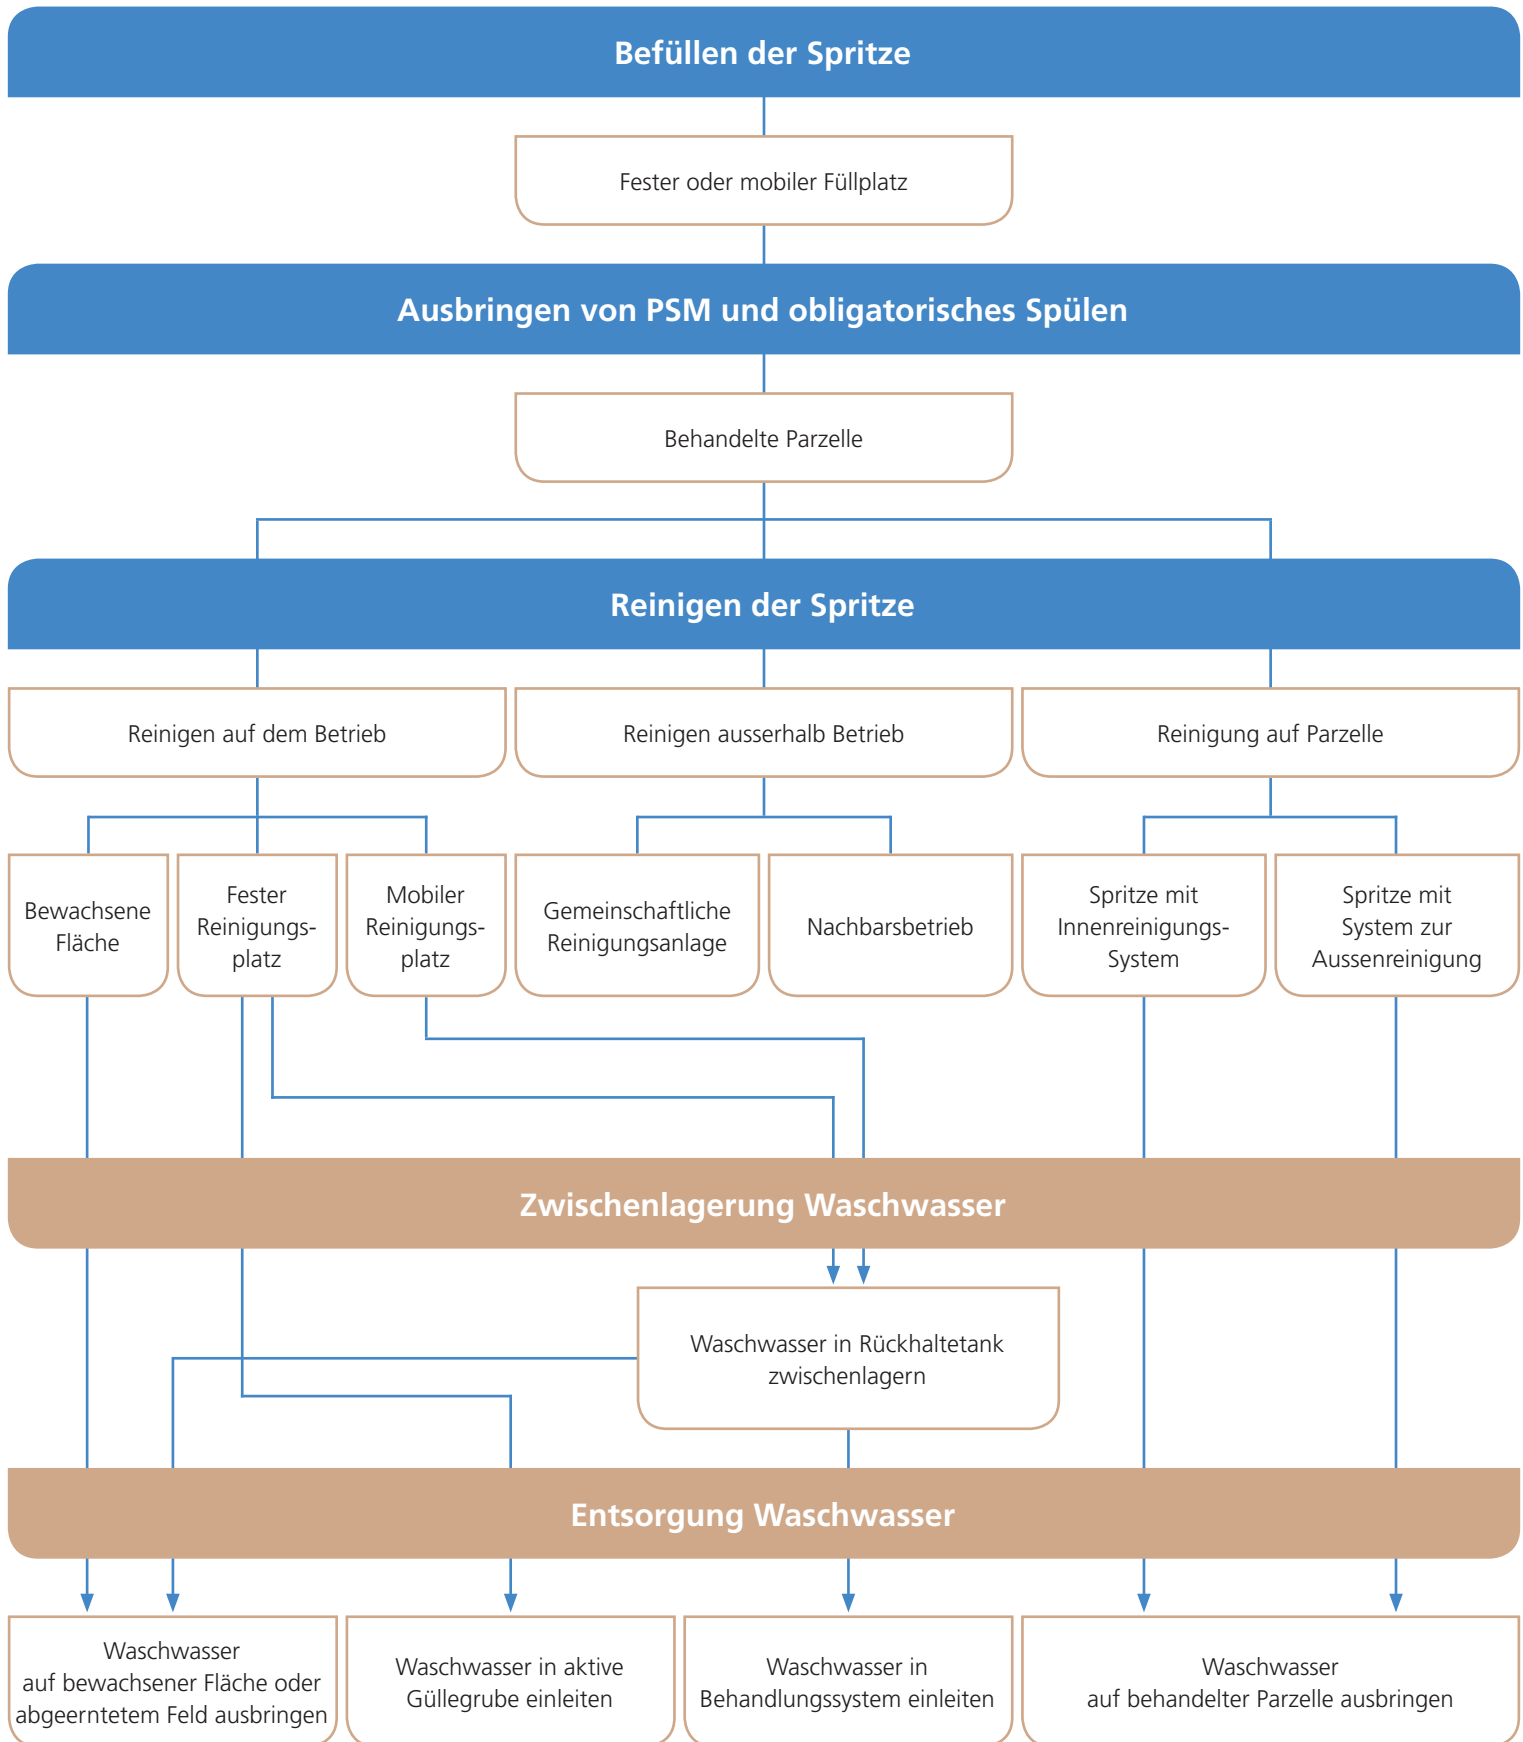 Befüllen der Spritze
Fester oder mobiler Füllplatz
Ausbringen von PSM und obligatorisches Spülen
Behandelte Parzelle
Reinigen der Spritze
Reinigen auf dem Betrieb
Reinigen ausserhalb Betrieb
Reinigung auf Parzelle
Bewachsene
Fläche
Fester
Reinigungs-
platz
Mobiler
Reinigungs-
platz
Gemeinschaftliche
Reinigungsanlage
Nachbarsbetrieb
Spritze mit
Innenreinigungs-
System
Spritze mit
System zur
Aussenreinigung
Zwischenlagerung Waschwasser
Waschwasser in Rückhaltetank
zwischenlagern
Entsorgung Waschwasser
Waschwasser
auf bewachsener Fläche oder
abgeerntetem Feld ausbringen
Waschwasser in aktive
Güllegrube einleiten
Waschwasser in
Behandlungssystem einleiten
Waschwasser
auf behandelter Parzelle ausbringen